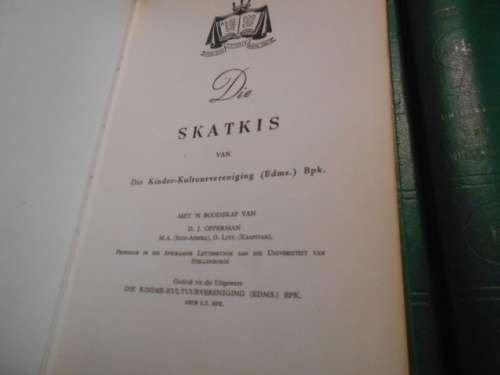 Die
SKATKIS
VAN
Die Kinder-Kultuurvereniging (Edms.) Bpk.
MET 'N BOODSKAP VAN
D. J. OPPERMAN
M.A. (SUID-AFRIKA), D. LITT. (KAAPSTAD),
PROFESSOR IN DIE AFRIKAANSE LETTERKUNDE AAN DIE UNIVERSITEIT VAN
STELLENBOSCH
Gedruk vir die Uitgewers
DIE KINDER-KULTUURVERENIGING (EDMS.) BPK.